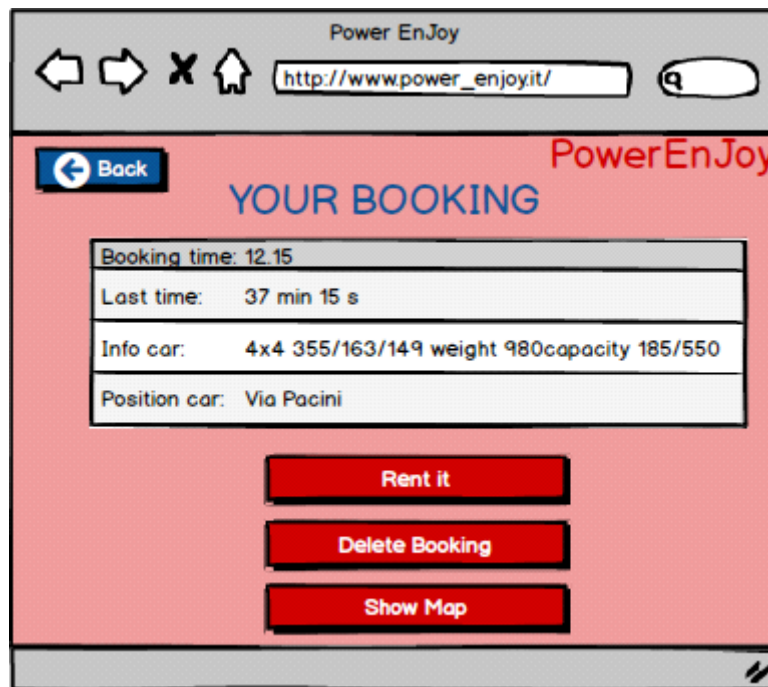 Power EnJoy
http://www.power_enjoy.it/
PowerEnJoy
Back
YOUR BOOKING
Booking time: 12.15
Last time: 37 min 15 s
Info car: 4x4 355/163/149 weight 980capacity 185/550
Position car: Via Pacini
Rent it
Delete Booking
Show Map